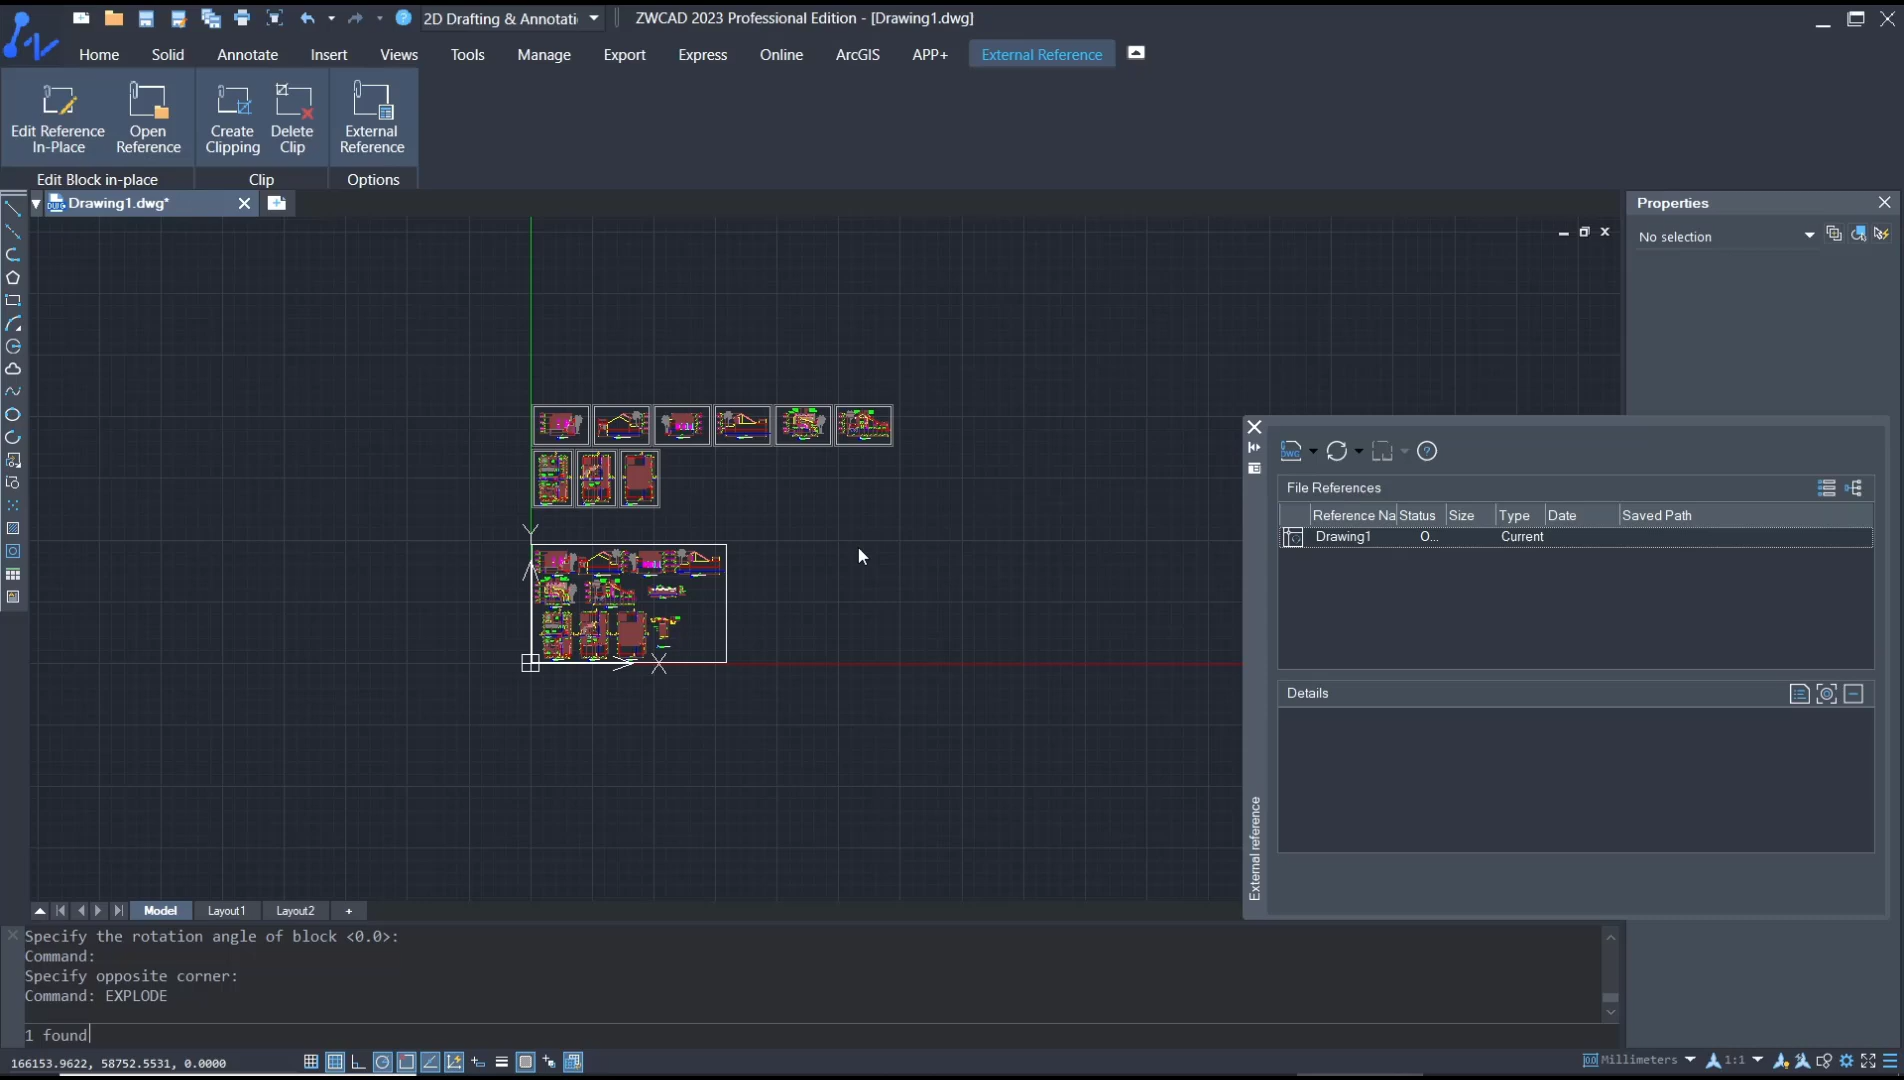 2D Drafting & Annotati
ZWCAD 2023 Professional Edition - [Drawing1.dwg]
Home Solid Annotate Insert Views Tools Manage Export Express Online ArcGIS APP+ External Reference
Edit Reference In-Place
Open Reference
Create Clipping
Delete Clip
External Reference
Edit Block in-place Clip Options
Drawing1.dwg*
Properties
No selection
File References
Reference Na Status Size Type Date Saved Path
Drawing1 O... Current
Details
External reference
Y
X
Model Layout1 Layout2 +
Specify the rotation angle of block <0.0>:
Command:
Specify opposite corner:
Command: EXPLODE
1 found
166153.9622, 58752.5531, 0.0000
Millimeters 1:1